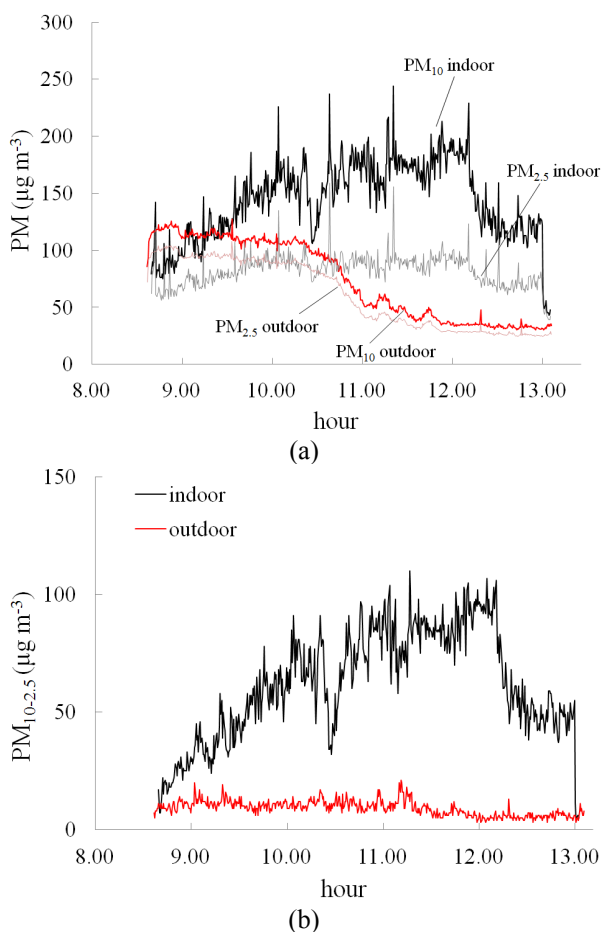 300
250
200
150
100
50
0
PM (µg m-3)
PM10 indoor
PM2.5 indoor
PM2.5 outdoor
PM10 outdoor
8.00 9.00 10.00 11.00 12.00 13.00
hour
(a)
150
100
50
0
PM10-2.5 (µg m-3)
indoor
outdoor
8.00 9.00 10.00 11.00 12.00 13.00
hour
(b)